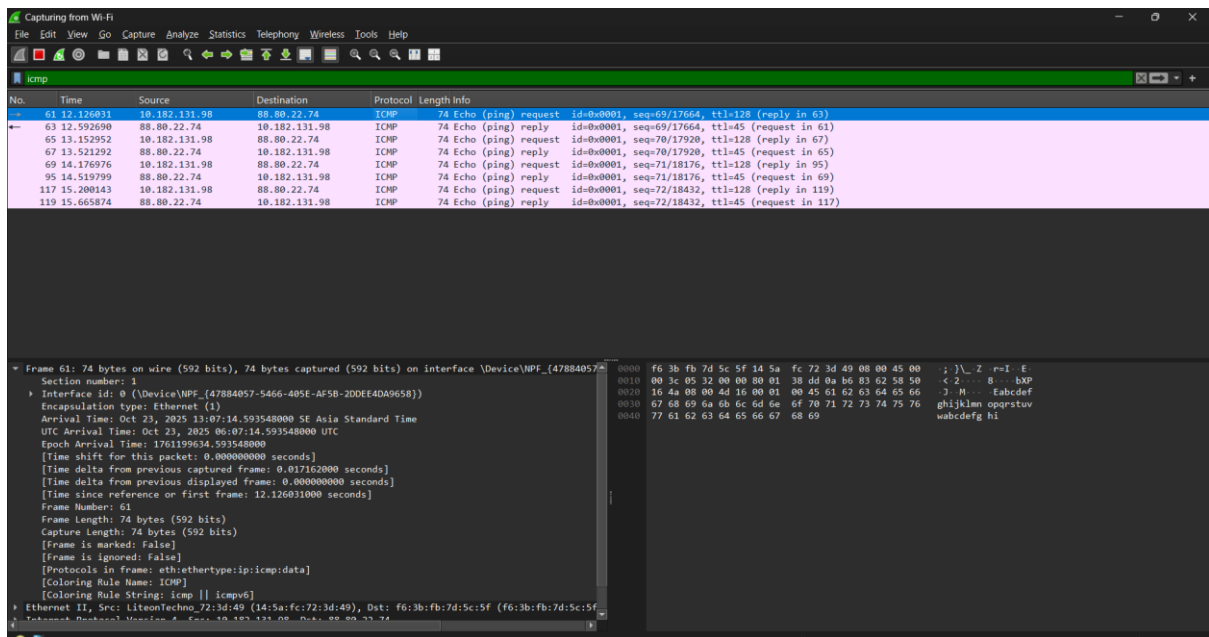 Capturing from Wi-Fi
File Edit View Go Capture Analyze Statistics Telephony Wireless Tools Help
icmp
No. Time Source Destination Protocol Length Info
61 12.126031 10.182.131.98 88.80.22.74 ICMP 74 Echo (ping) request id=0x0001, seq=69/17664, ttl=128 (reply in 63)
63 12.592690 88.80.22.74 10.182.131.98 ICMP 74 Echo (ping) reply id=0x0001, seq=69/17664, ttl=45 (request in 61)
65 13.152952 10.182.131.98 88.80.22.74 ICMP 74 Echo (ping) request id=0x0001, seq=70/17920, ttl=128 (reply in 67)
67 13.521292 88.80.22.74 10.182.131.98 ICMP 74 Echo (ping) reply id=0x0001, seq=70/17920, ttl=45 (request in 65)
69 14.176976 10.182.131.98 88.80.22.74 ICMP 74 Echo (ping) request id=0x0001, seq=71/18176, ttl=128 (reply in 95)
95 14.519799 88.80.22.74 10.182.131.98 ICMP 74 Echo (ping) reply id=0x0001, seq=71/18176, ttl=45 (request in 69)
117 15.200143 10.182.131.98 88.80.22.74 ICMP 74 Echo (ping) request id=0x0001, seq=72/18432, ttl=128 (reply in 119)
119 15.665874 88.80.22.74 10.182.131.98 ICMP 74 Echo (ping) reply id=0x0001, seq=72/18432, ttl=45 (request in 117)
Frame 61: 74 bytes on wire (592 bits), 74 bytes captured (592 bits) on interface \Device\NPF_{47884057
Section number: 1
Interface id: 0 (\Device\NPF_{47884057-5466-405E-AF5B-2DDEE4DA9658})
Encapsulation type: Ethernet (1)
Arrival Time: Oct 23, 2025 13:07:14.593548000 SE Asia Standard Time
UTC Arrival Time: Oct 23, 2025 06:07:14.593548000 UTC
Epoch Arrival Time: 1761199634.593548000
[Time shift for this packet: 0.000000000 seconds]
[Time delta from previous captured frame: 0.017162000 seconds]
[Time delta from previous displayed frame: 0.000000000 seconds]
[Time since reference or first frame: 12.126031000 seconds]
Frame Number: 61
Frame Length: 74 bytes (592 bits)
Capture Length: 74 bytes (592 bits)
[Frame is marked: False]
[Frame is ignored: False]
[Protocols in frame: eth:ethertype:ip:icmp:data]
[Coloring Rule Name: ICMP]
[Coloring Rule String: icmp || icmpv6]
Ethernet II, Src: LiteonTechno_72:3d:49 (14:5a:fc:72:3d:49), Dst: f6:3b:fb:7d:5c:5f (f6:3b:fb:7d:5c:5f
Internet Protocol Version 4, Src: 10.182.131.98, Dst: 88.80.22.74
0000 f6 3b fb 7d 5c 5f 14 5a fc 72 3d 49 08 00 45 00 ·;·}\_·Z ·r=I··E·
0010 00 3c 05 32 00 00 80 01 38 dd 0a b6 83 62 58 50 ·<·2···· 8····bXP
0020 16 4a 08 00 4d 16 00 01 00 45 61 62 63 64 65 66 ·J··M··· ·Eabcdef
0030 67 68 69 6a 6b 6c 6d 6e 6f 70 71 72 73 74 75 76 ghijklmn opqrstuv
0040 77 61 62 63 64 65 66 67 68 69 wabcdefg hi